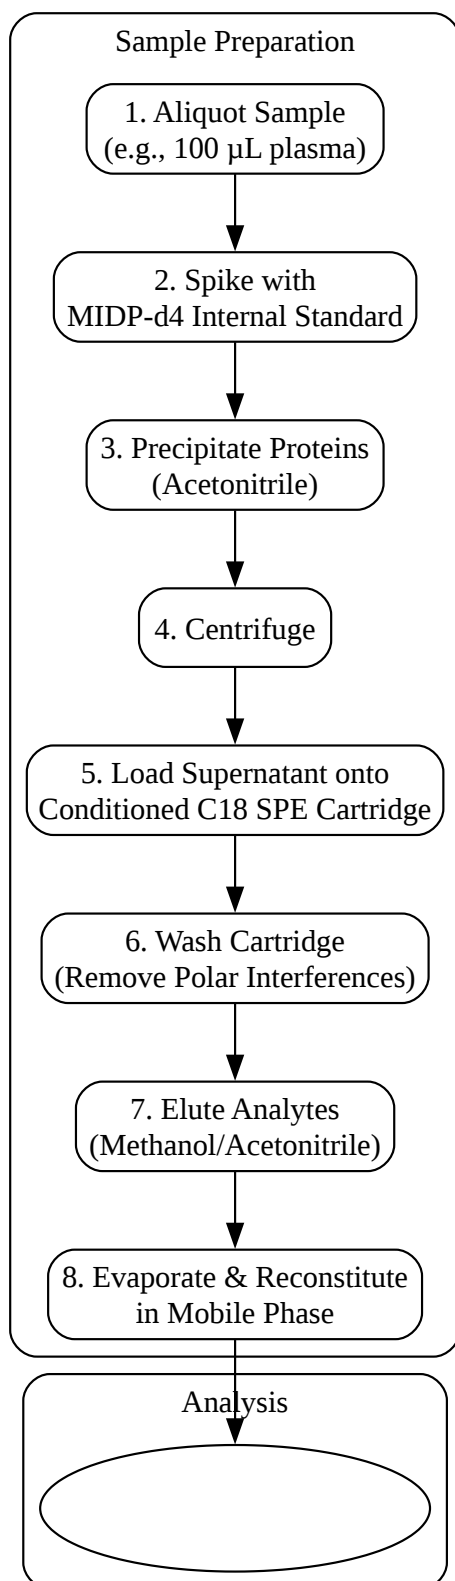 Sample Preparation
1. Aliquot Sample
(e.g., 100 µL plasma)
2. Spike with
MIDP-d4 Internal Standard
3. Precipitate Proteins
(Acetonitrile)
4. Centrifuge
5. Load Supernatant onto
Conditioned C18 SPE Cartridge
6. Wash Cartridge
(Remove Polar Interferences)
7. Elute Analytes
(Methanol/Acetonitrile)
8. Evaporate & Reconstitute
in Mobile Phase
Analysis